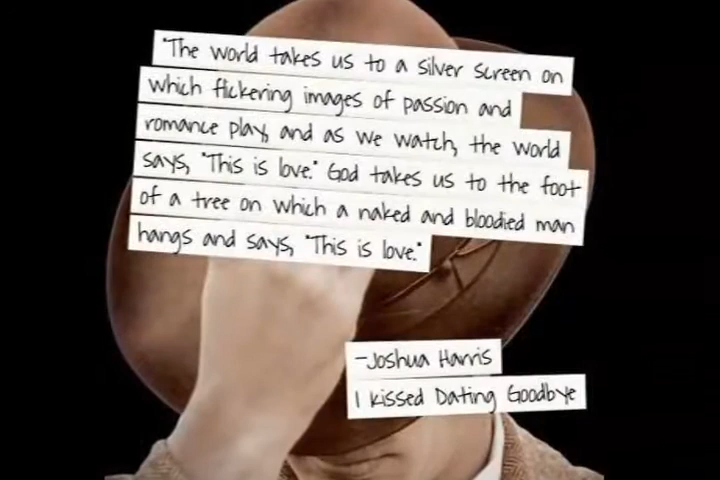 "The world takes us to a silver screen on
which flickering images of passion and
romance play, and as we watch, the world
says, "This is love." God takes us to the foot
of a tree on which a naked and bloodied man
hangs and says, "This is love."
-Joshua Harris
I Kissed Dating Goodbye